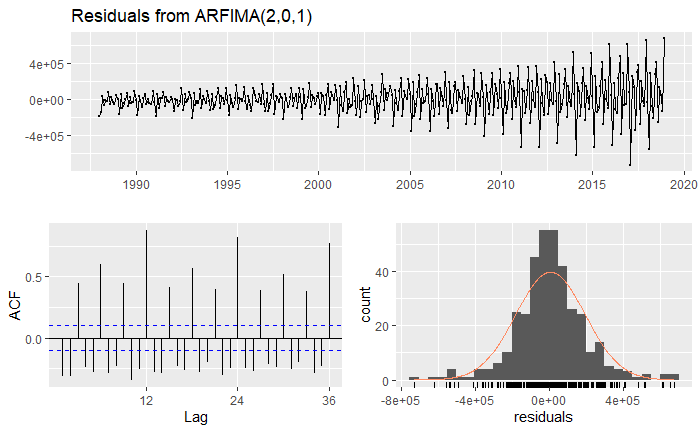 Residuals from ARFIMA(2,0,1)
4e+05
0e+00
-4e+05
1990 1995 2000 2005 2010 2015 2020
ACF
0.5
0.0
12 24 36
Lag
count
40
20
0
-8e+05 -4e+05 0e+00 4e+05
residuals